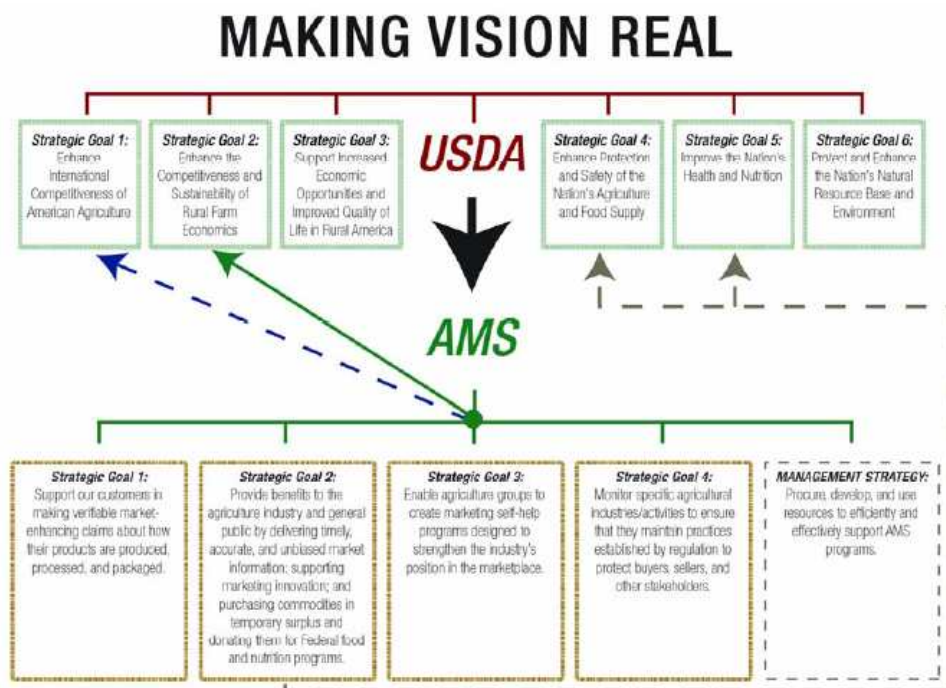 MAKING VISION REAL
Strategic Goal 1:
Enhance
International
Competitiveness of
American Agriculture
Strategic Goal 2:
Enhance the
Competitiveness and
Sustainability of
Rural Farm
Economics
Strategic Goal 3:
Support Increased
Economic
Opportunities and
Improved Quality of
Life in Rural America
USDA
Strategic Goal 4:
Enhance Protection
and Safety of the
Nation's Agriculture
and Food Supply
Strategic Goal 5:
Improve the Nation's
Health and Nutrition
Strategic Goal 6:
Protect and Enhance
the Nation's Natural
Resource Base and
Environment
AMS
Strategic Goal 1:
Support our customers in
making verifiable market-
enhancing claims about how
their products are produced,
processed, and packaged.
Strategic Goal 2:
Provide benefits to the
agriculture industry and general
public by delivering timely,
accurate, and unbiased market
information; supporting
marketing innovation; and
purchasing commodities in
temporary surplus and
donating them for Federal food
and nutrition programs.
Strategic Goal 3:
Enable agriculture groups to
create marketing self-help
programs designed to
strengthen the industry's
position in the marketplace.
Strategic Goal 4:
Monitor specific agricultural
industries/activities to ensure
that they maintain practices
established by regulation to
protect buyers, sellers, and
other stakeholders.
MANAGEMENT STRATEGY:
Procure, develop, and use
resources to efficiently and
effectively support AMS
programs.